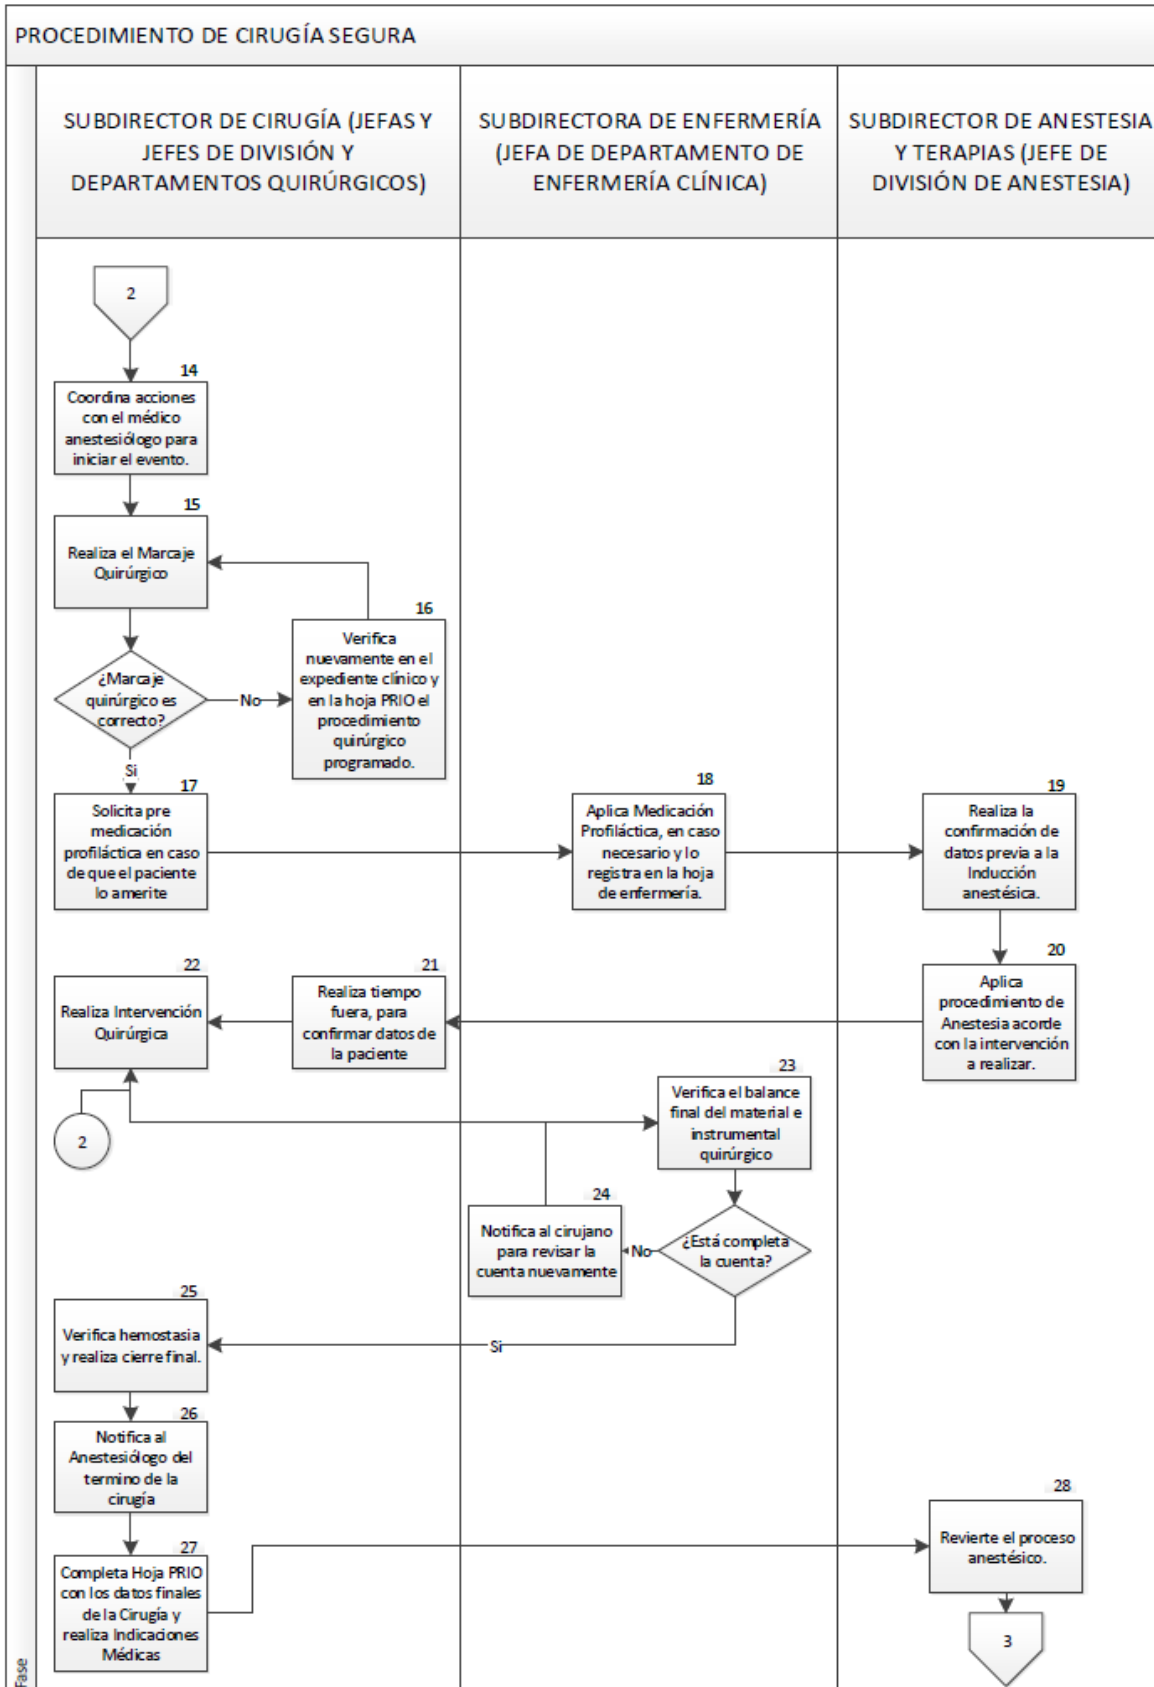 PROCEDIMIENTO DE CIRUGÍA SEGURA
SUBDIRECTOR DE CIRUGÍA (JEFAS Y
JEFES DE DIVISIÓN Y
DEPARTAMENTOS QUIRÚRGICOS)
SUBDIRECTORA DE ENFERMERÍA
(JEFA DE DEPARTAMENTO DE
ENFERMERÍA CLÍNICA)
SUBDIRECTOR DE ANESTESIA
Y TERAPIAS (JEFE DE
DIVISIÓN DE ANESTESIA)
2
14
Coordina acciones
con el médico
anestesiólogo para
iniciar el evento.
15
Realiza el Marcaje
Quirúrgico
16
Verifica
nuevamente en el
expediente clínico y
en la hoja PRIO el
procedimiento
quirúrgico
programado.
¿Marcaje
quirúrgico es
correcto?
No
Si
17
Solicita pre
medicación
profiláctica en caso
de que el paciente
lo amerite
18
Aplica Medicación
Profiláctica, en caso
necesario y lo
registra en la hoja
de enfermería.
19
Realiza la
confirmación de
datos previa a la
Inducción
anestésica.
20
Aplica
procedimiento de
Anestesia acorde
con la intervención
a realizar.
21
Realiza tiempo
fuera, para
confirmar datos de
la paciente
22
Realiza Intervención
Quirúrgica
2
23
Verifica el balance
final del material e
instrumental
quirúrgico
24
Notifica al cirujano
para revisar la
cuenta nuevamente
No
¿Está completa
la cuenta?
Si
25
Verifica hemostasia
y realiza cierre final.
26
Notifica al
Anestesiólogo del
termino de la
cirugía
27
Completa Hoja PRIO
con los datos finales
de la Cirugía y
realiza Indicaciones
Médicas
28
Revierte el proceso
anestésico.
3
Fase